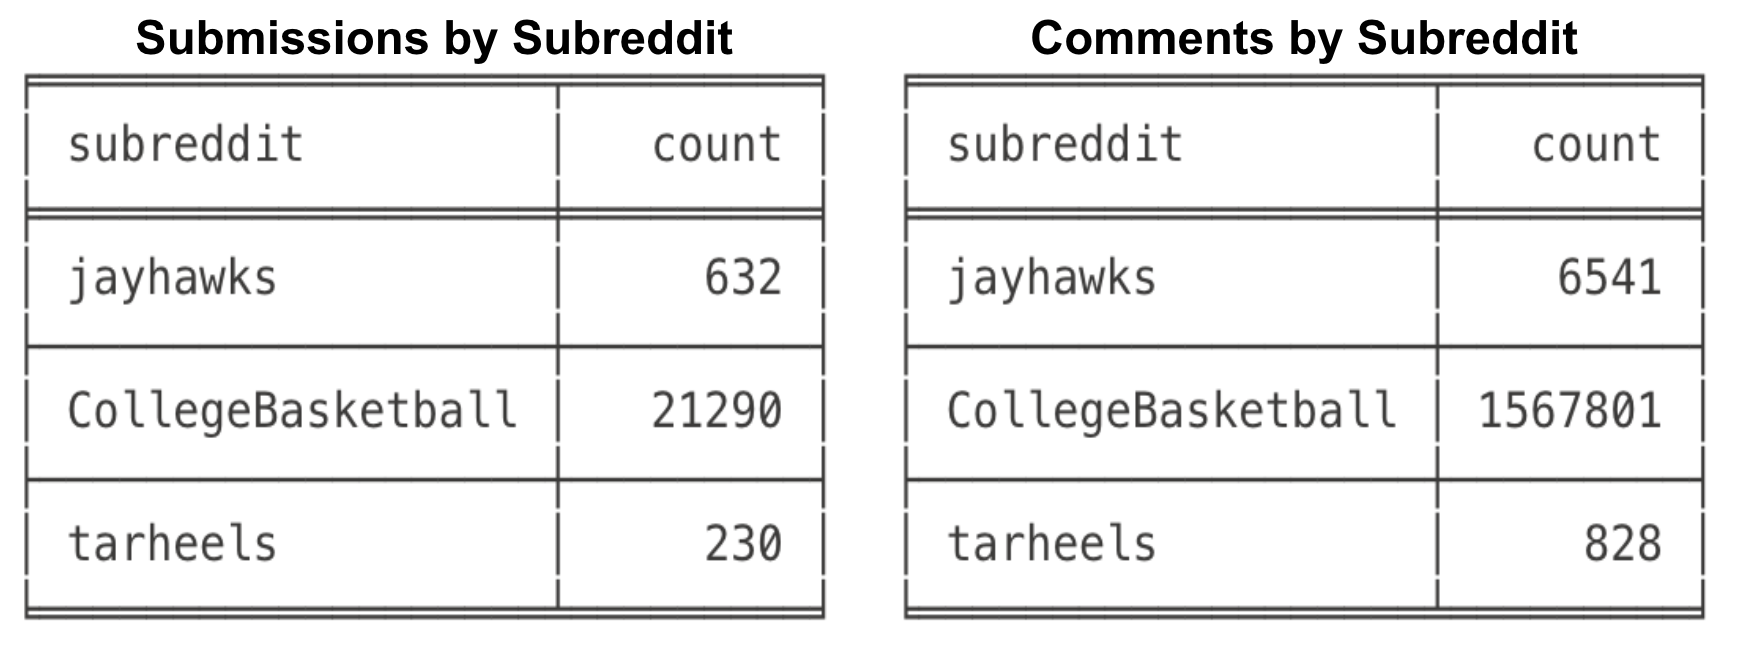 Submissions by Subreddit
subreddit count
jayhawks 632
CollegeBasketball 21290
tarheels 230
Comments by Subreddit
subreddit count
jayhawks 6541
CollegeBasketball 1567801
tarheels 828